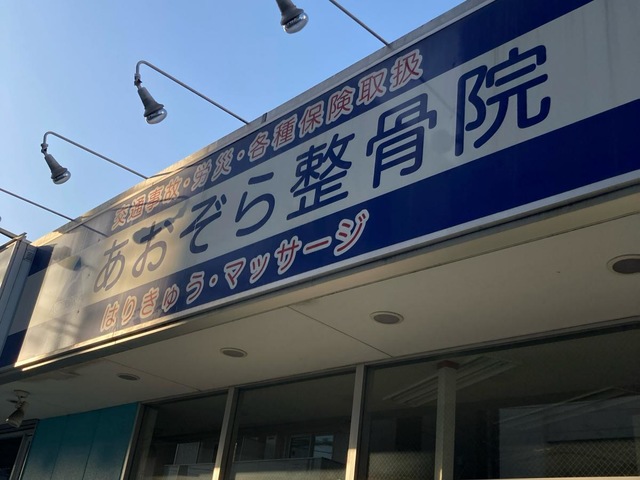 交通事故・労災・各種保険取扱
あおぞら整骨院
はりきゅう・マッサージ